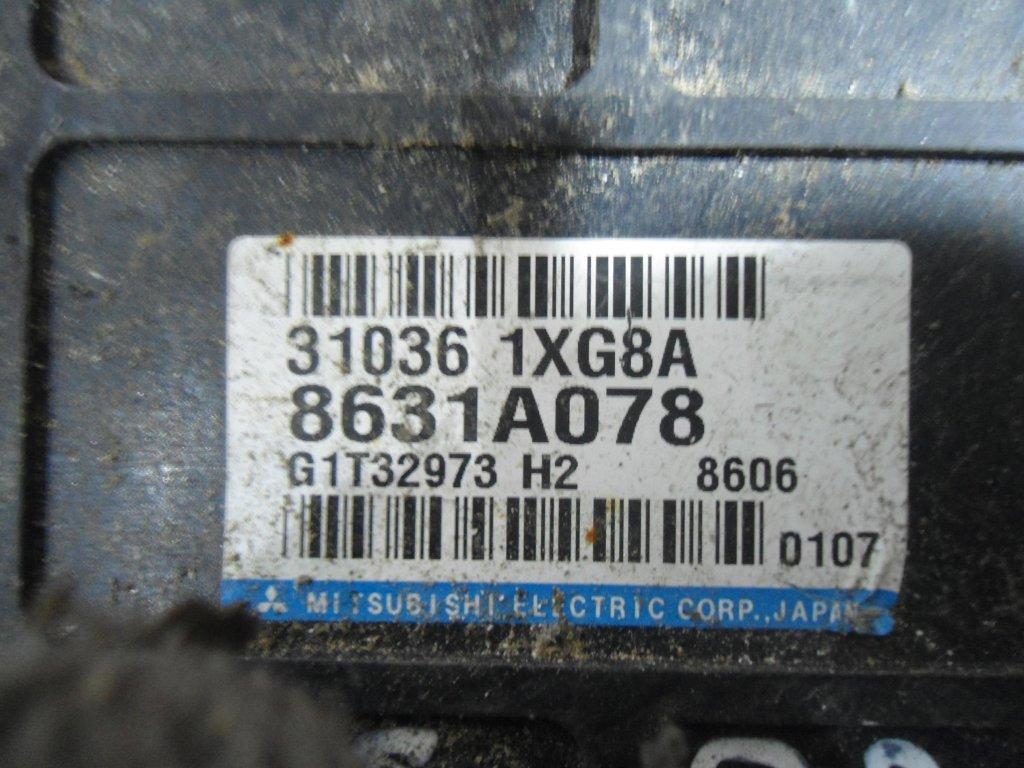 31036 1XG8A
8631A078
G1T32973 H2 8606
0107
MITSUBISHI ELECTRIC CORP.,JAPAN